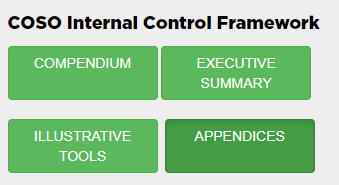 COSO Internal Control Framework
COMPENDIUM
EXECUTIVE
SUMMARY
ILLUSTRATIVE
TOOLS
APPENDICES